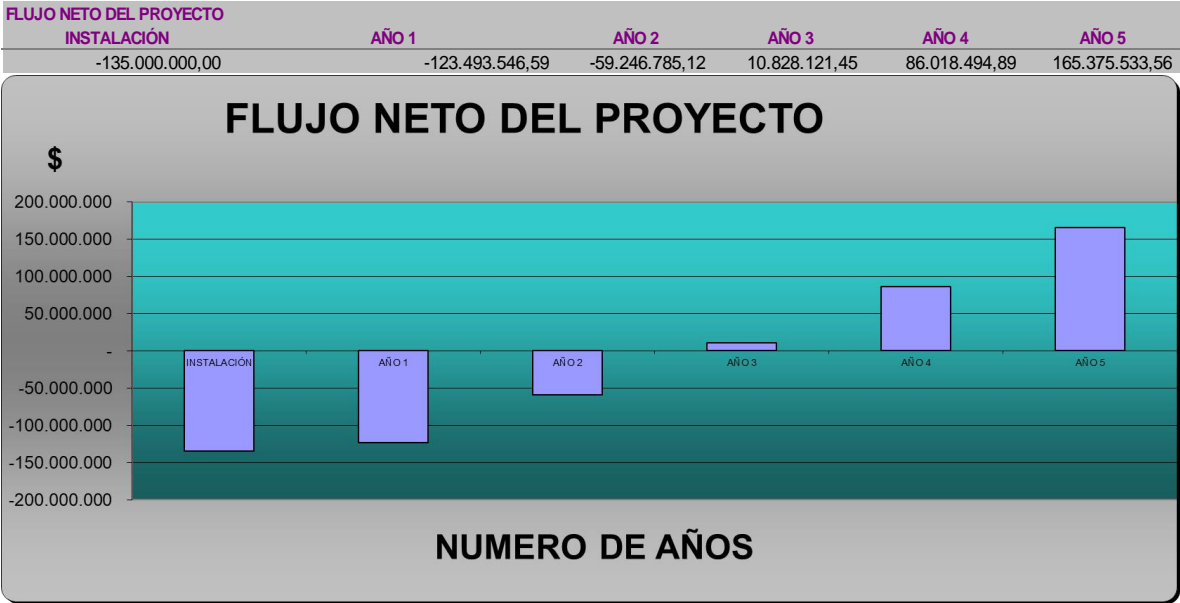 FLUJO NETO DEL PROYECTO
INSTALACIÓN AÑO 1 AÑO 2 AÑO 3 AÑO 4 AÑO 5
-135.000.000,00 -123.493.546,59 -59.246.785,12 10.828.121,45 86.018.494,89 165.375.533,56
FLUJO NETO DEL PROYECTO
$
200.000.000
150.000.000
100.000.000
50.000.000
-
INSTALACIÓN AÑO 1 AÑO 2 AÑO 3 AÑO 4 AÑO 5
-50.000.000
-100.000.000
-150.000.000
-200.000.000
NUMERO DE AÑOS